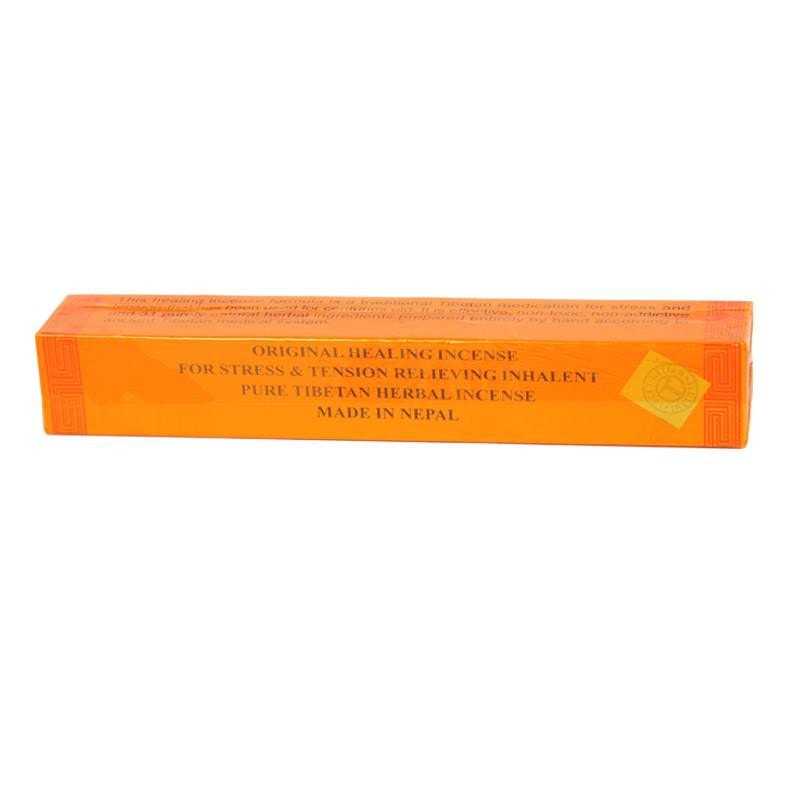 This healing incense formula is a traditional Tibetan medication for stress and
tension that has been used for centuries old. It is effective, non-toxic, non-addictive
and 31 purely natural herbal ingredients prepared entirely by hand according to
ancient Tibetan medical system.
ORIGINAL HEALING INCENSE
FOR STRESS & TENSION RELIEVING INHALENT
PURE TIBETAN HERBAL INCENSE
MADE IN NEPAL